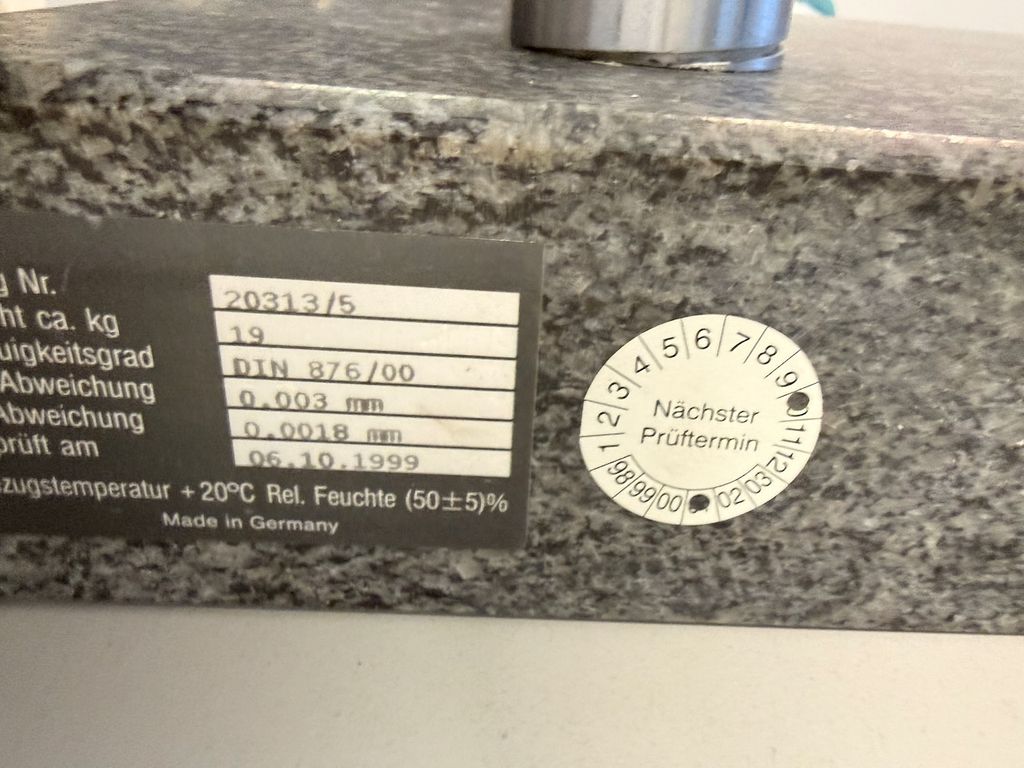 g Nr. 20313/5
ht ca. kg 19
uigkeitsgrad DIN 876/00
Abweichung 0.003 mm
Abweichung 0.0018 mm
prüft am 06.10.1999
zugstemperatur + 20°C Rel. Feuchte (50±5)%
Made in Germany
1 2 3 4 5 6 7 8 9 11 12
Nächster
Prüftermin
98 99 00 02 03